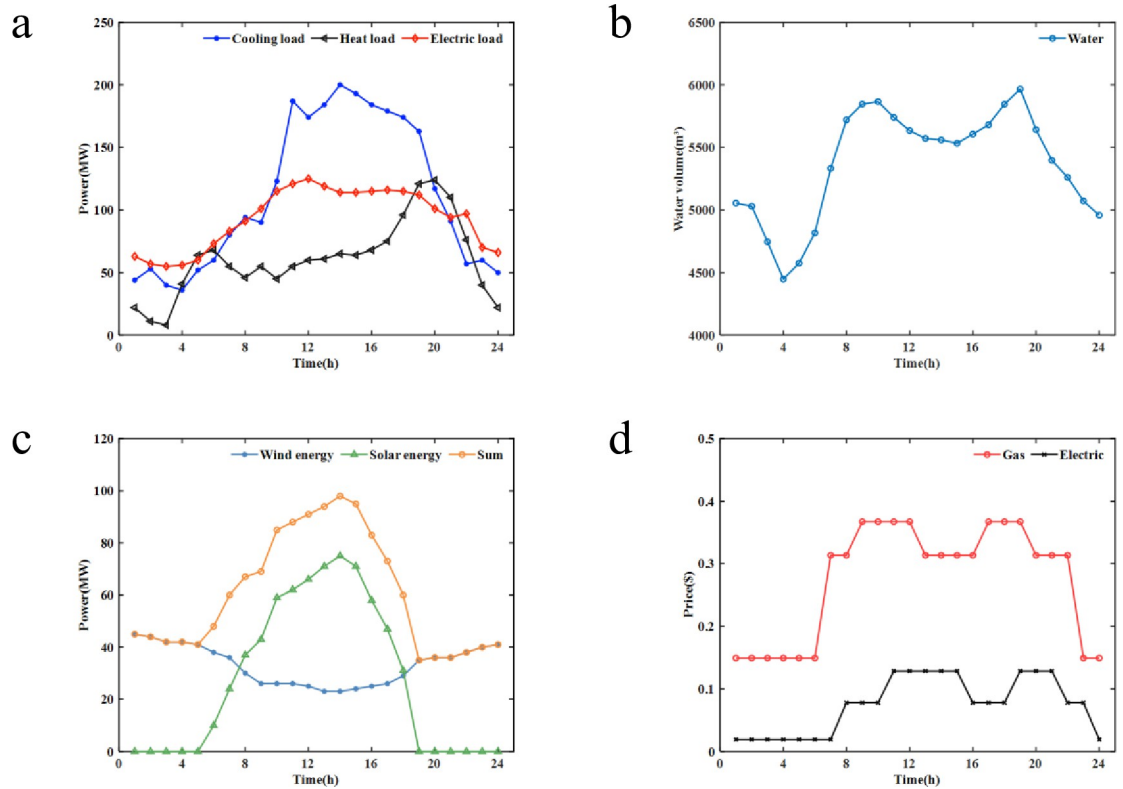 a
250
200
150
100
50
0
Power(MW)
Cooling load Heat load Electric load
0 4 8 12 16 20 24
Time(h)
b
6500
6000
5500
5000
4500
4000
Water volume(m³)
Water
0 4 8 12 16 20 24
Time(h)
c
120
100
80
60
40
20
0
Power(MW)
Wind energy Solar energy Sum
0 4 8 12 16 20 24
Time(h)
d
0.5
0.4
0.3
0.2
0.1
0
Price($)
Gas Electric
0 4 8 12 16 20 24
Time(h)